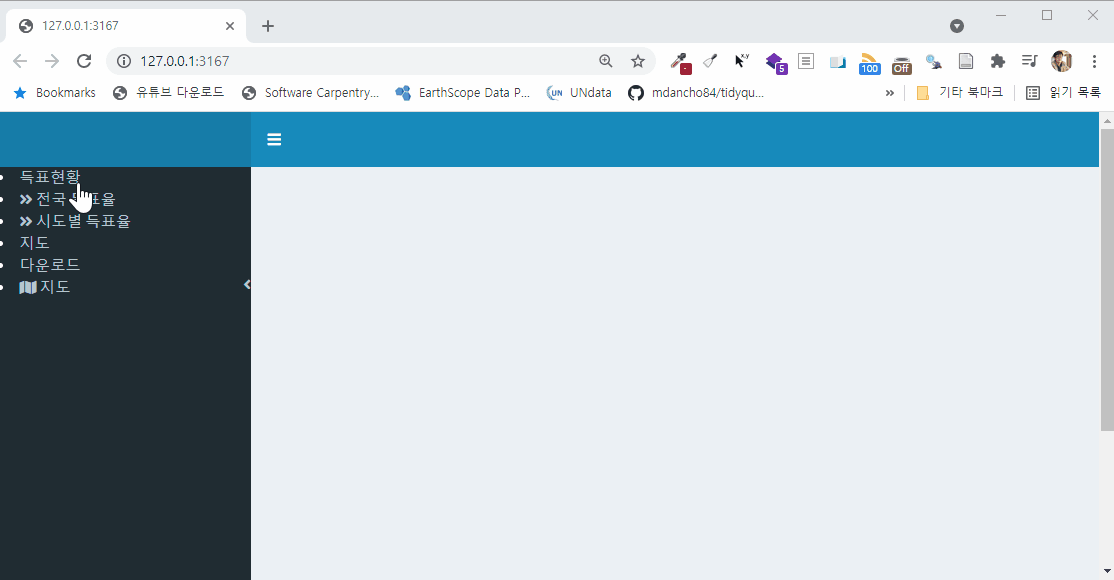 127.0.0.1:3167
127.0.0.1:3167
5
100
Off
Bookmarks 유튜브 다운로드 Software Carpentry... EarthScope Data P... UNdata mdancho84/tidyqu... » 기타 북마크 읽기 목록
득표현황
전국 득표율
시도별 득표율
지도
다운로드
지도